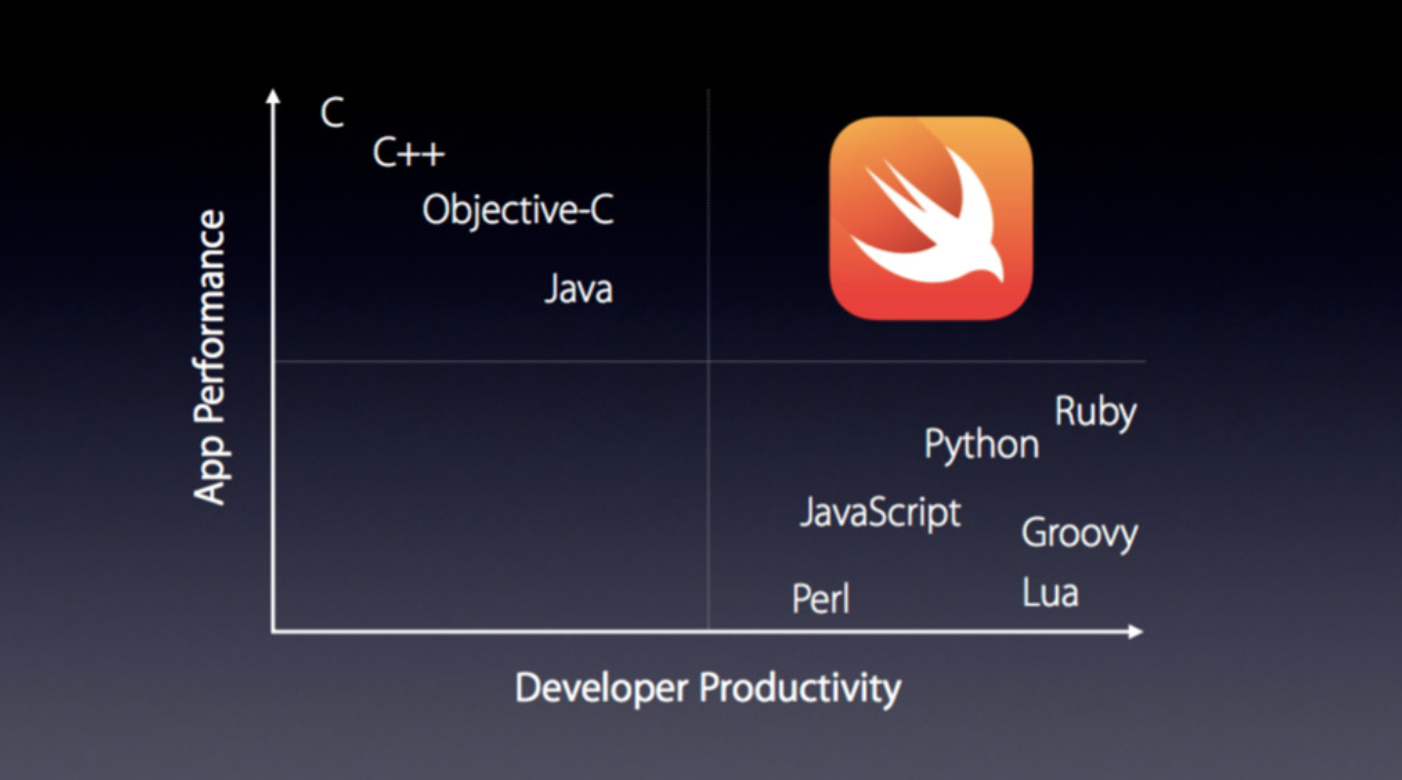 C
C++
Objective-C
Java
App Performance
Ruby
Python
JavaScript
Groovy
Perl
Lua
Developer Productivity